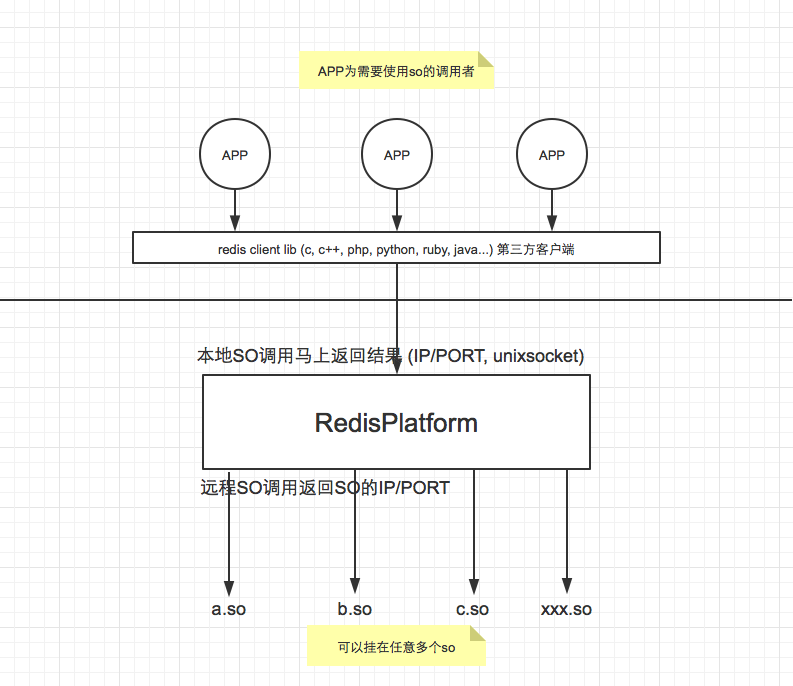 APP为需要使用so的调用者
APP
APP
APP
redis client lib (c, c++, php, python, ruby, java...) 第三方客户端
本地SO调用马上返回结果 (IP/PORT, unixsocket)
RedisPlatform
远程SO调用返回SO的IP/PORT
a.so
b.so
c.so
xxx.so
可以挂在任意多个so